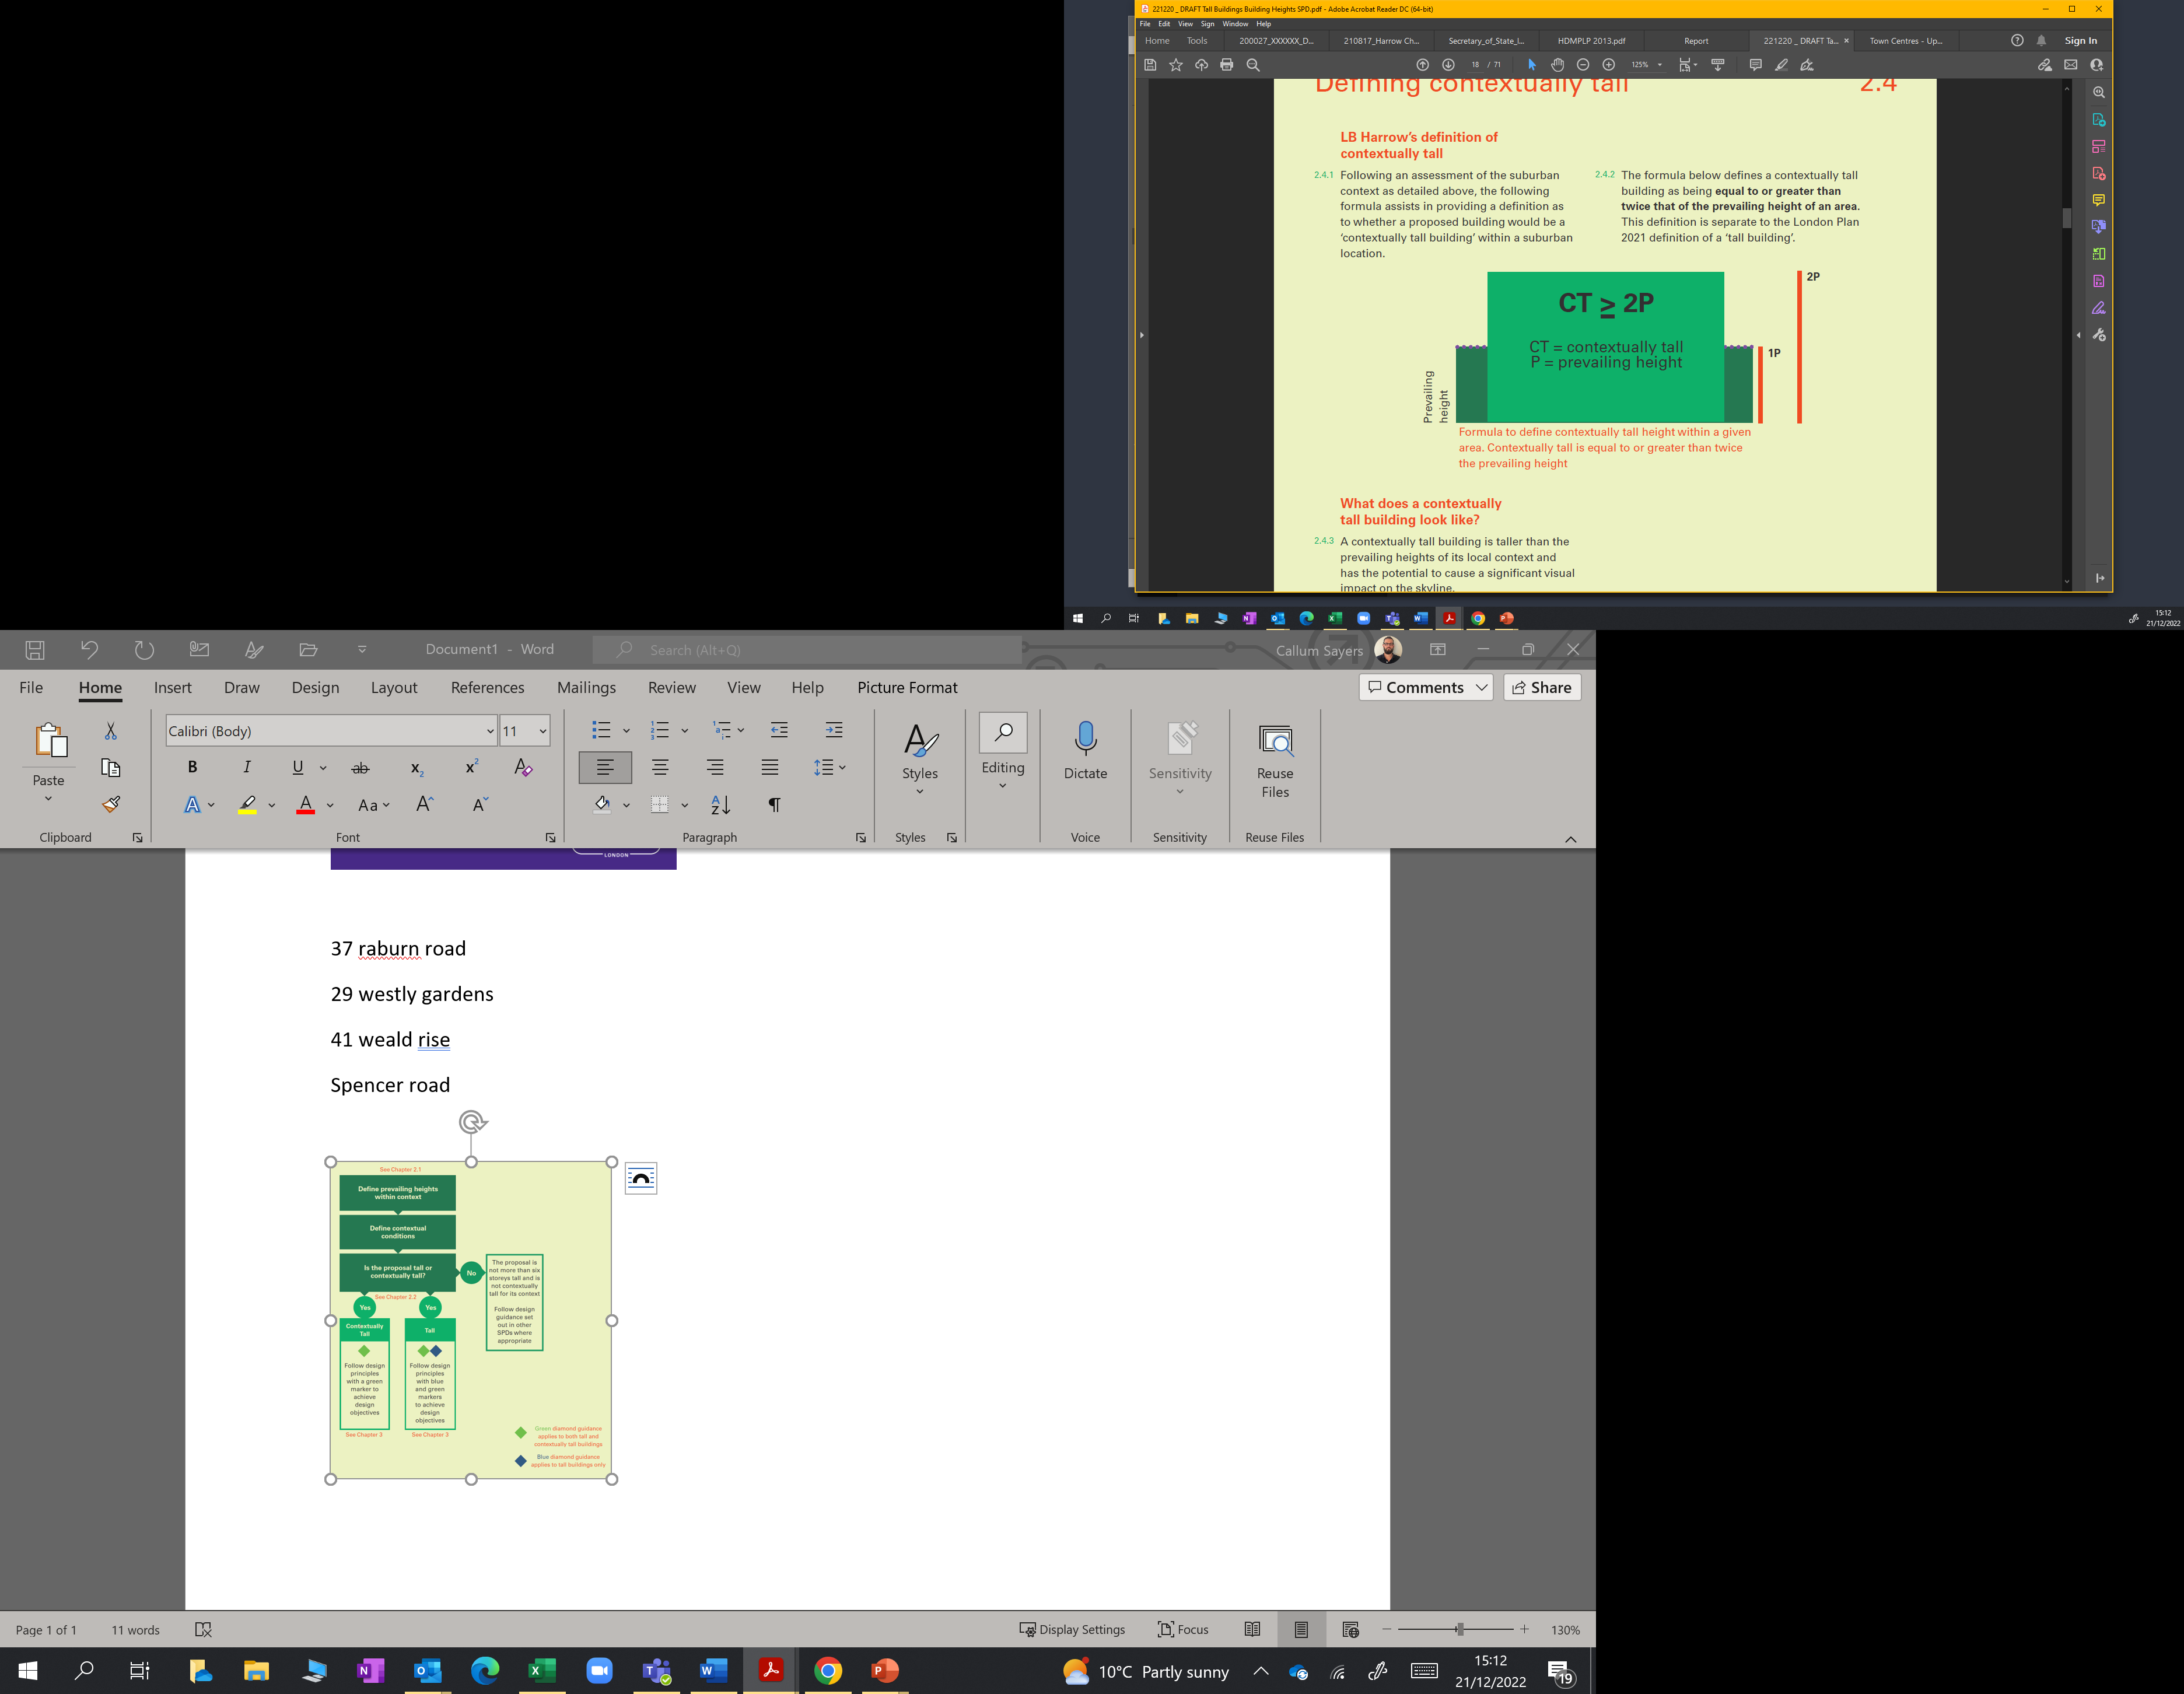 221220 _ DRAFT Tall Buildings Building Heights SPD.pdf - Adobe Acrobat Reader DC (64-bit)
File Edit View Sign Window Help
Home Tools 200027_XXXXXX_D... 210817_Harrow Ch... Secretary_of_State_I... HDMPLP 2013.pdf Report 221220 _ DRAFT Ta... × Town Centres - Up... Sign In
18 / 71 125%
Defining contextually tall 2.4
LB Harrow's definition of
contextually tall
2.4.1 Following an assessment of the suburban
context as detailed above, the following
formula assists in providing a definition as
to whether a proposed building would be a
'contextually tall building' within a suburban
location.
2.4.2 The formula below defines a contextually tall
building as being equal to or greater than
twice that of the prevailing height of an area.
This definition is separate to the London Plan
2021 definition of a 'tall building'.
CT ≥ 2P
CT = contextually tall
P = prevailing height
2P
1P
Prevailing
height
Formula to define contextually tall height within a given
area. Contextually tall is equal to or greater than twice
the prevailing height
What does a contextually
tall building look like?
2.4.3 A contextually tall building is taller than the
prevailing heights of its local context and
has the potential to cause a significant visual
impact on the skyline.
15:12
21/12/2022
Document1 - Word Search (Alt+Q) Callum Sayers
File Home Insert Draw Design Layout References Mailings Review View Help Picture Format Comments Share
Calibri (Body) 11
Paste Styles Editing Dictate Sensitivity Reuse
Files
Clipboard Font Paragraph Styles Voice Sensitivity Reuse Files
LONDON
37 raburn road
29 westly gardens
41 weald rise
Spencer road
See Chapter 2.1
Define prevailing heights
within context
Define contextual
conditions
Is the proposal tall or
contextually tall?
No
The proposal is
not more than six
storeys tall and is
not contextually
tall for its context
Follow design
guidance set
out in other
SPDs where
appropriate
See Chapter 2.2
Yes Yes
Contextually
Tall
Follow design
principles
with a green
marker to
achieve
design
objectives
See Chapter 3
Tall
Follow design
principles
with blue
and green
markers
to achieve
design
objectives
See Chapter 3
Green diamond guidance
applies to both tall and
contextually tall buildings
Blue diamond guidance
applies to tall buildings only
Page 1 of 1 11 words Display Settings Focus 130%
10°C Partly sunny 15:12
21/12/2022
19